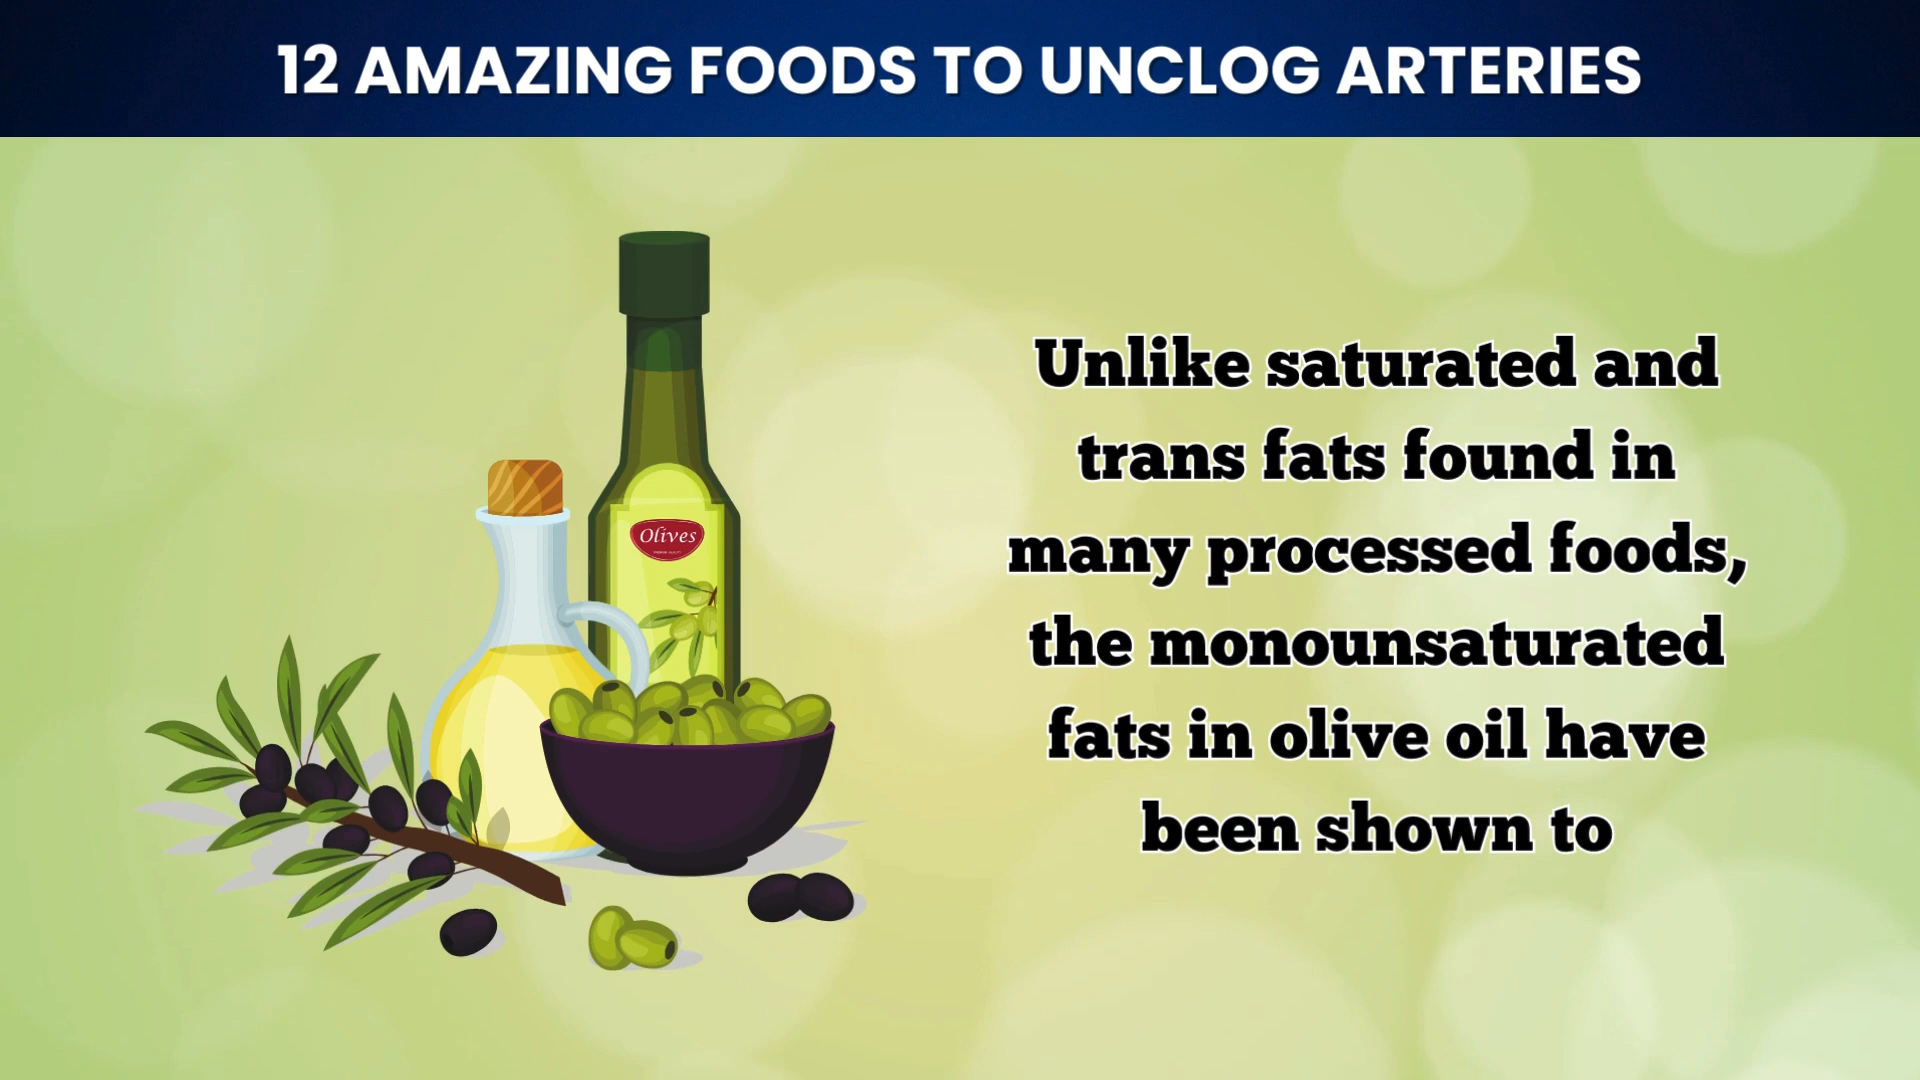 12 AMAZING FOODS TO UNCLOG ARTERIES
Olives
Unlike saturated and
trans fats found in
many processed foods,
the monounsaturated
fats in olive oil have
been shown to